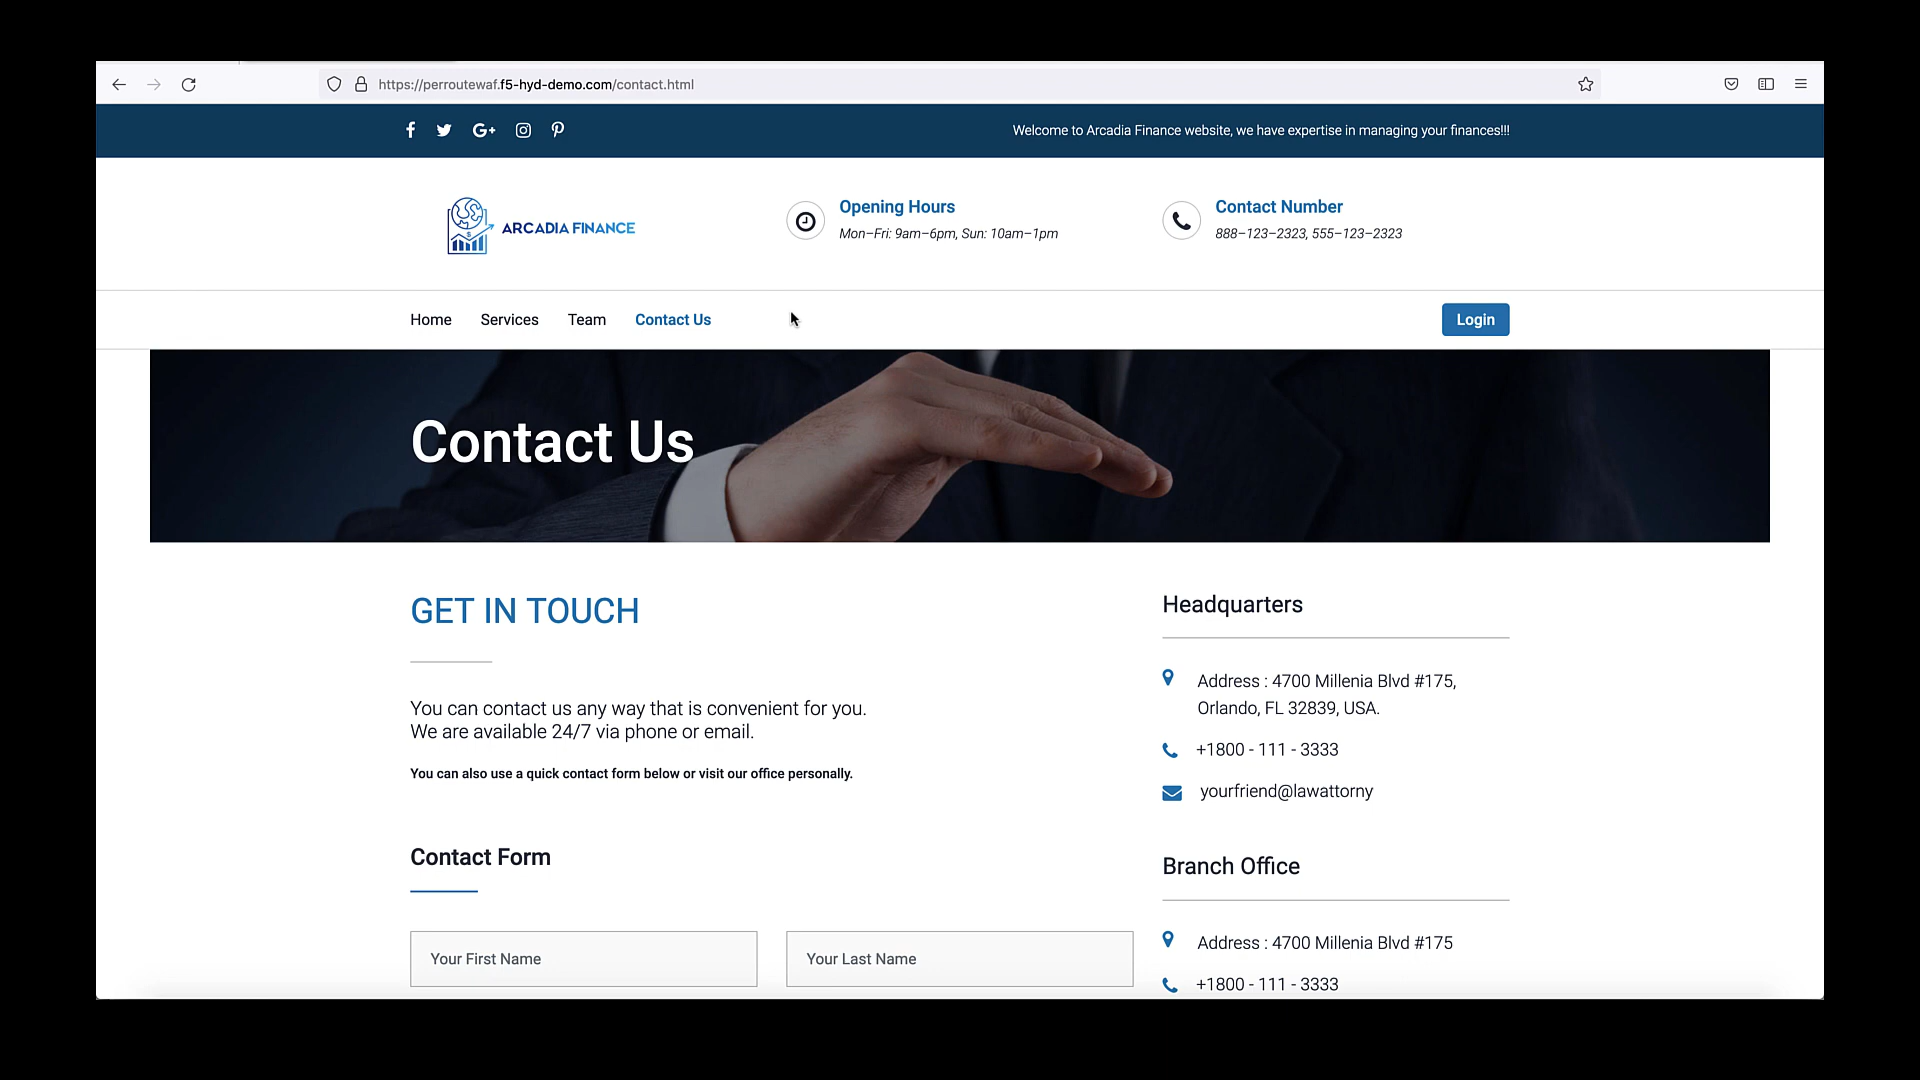 https://perroutewaf.f5-hyd-demo.com/contact.html
Welcome to Arcadia Finance website, we have expertise in managing your finances!!!
ARCADIA FINANCE
Opening Hours
Mon–Fri: 9am–6pm, Sun: 10am–1pm
Contact Number
888–123–2323, 555–123–2323
Home Services Team Contact Us Login
Contact Us
GET IN TOUCH
You can contact us any way that is convenient for you.
We are available 24/7 via phone or email.
You can also use a quick contact form below or visit our office personally.
Contact Form
Your First Name
Your Last Name
Headquarters
Address : 4700 Millenia Blvd #175,
Orlando, FL 32839, USA.
+1800 - 111 - 3333
yourfriend@lawattorny
Branch Office
Address : 4700 Millenia Blvd #175
+1800 - 111 - 3333